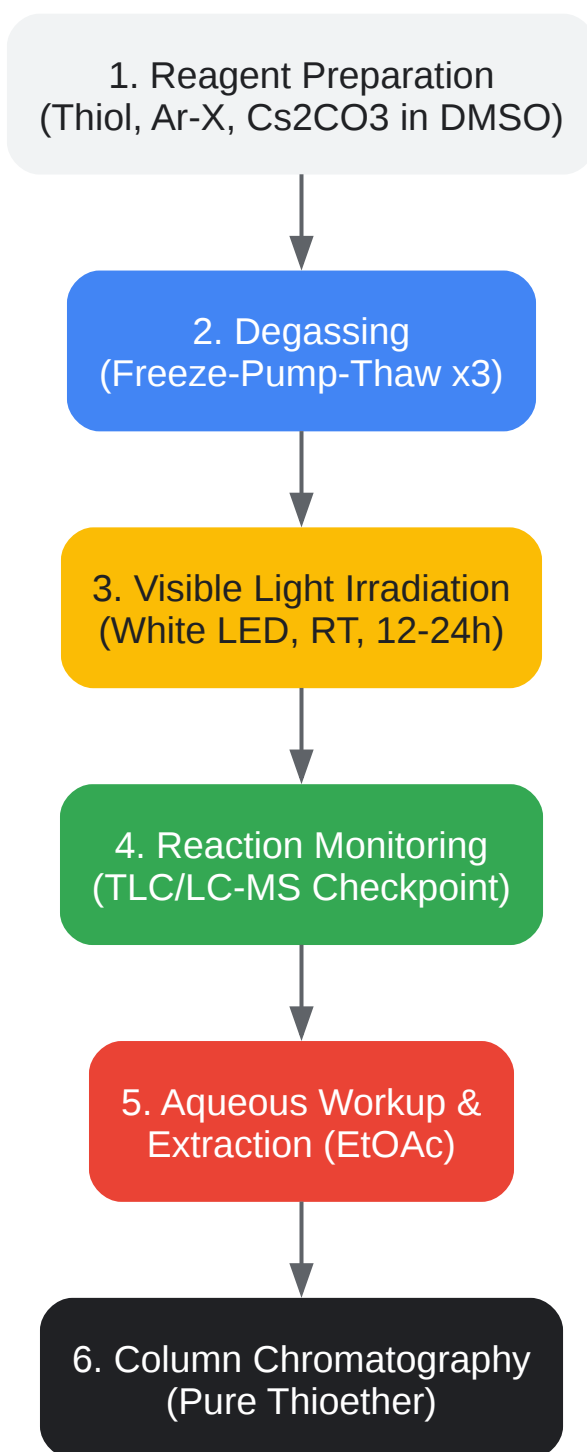 1. Reagent Preparation
(Thiol, Ar-X, Cs2CO3 in DMSO)
2. Degassing
(Freeze-Pump-Thaw x3)
3. Visible Light Irradiation
(White LED, RT, 12-24h)
4. Reaction Monitoring
(TLC/LC-MS Checkpoint)
5. Aqueous Workup &
Extraction (EtOAc)
6. Column Chromatography
(Pure Thioether)